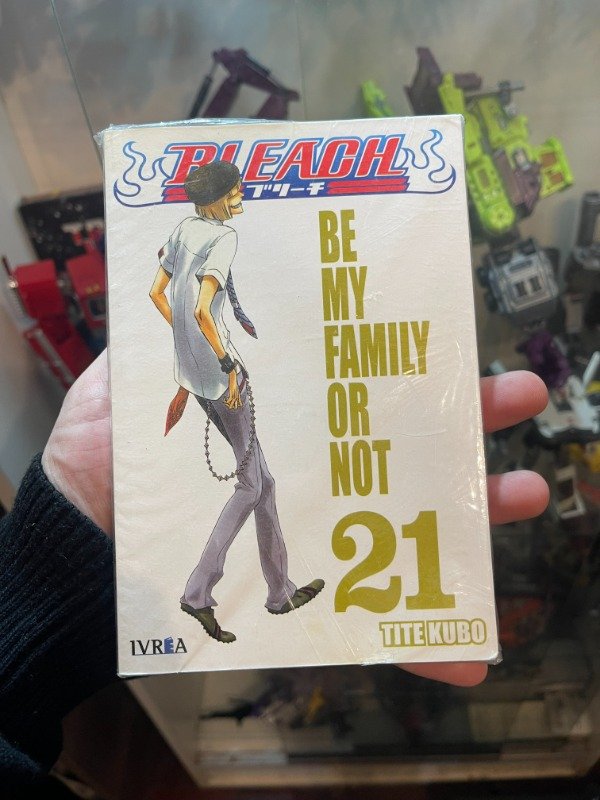 BLEACH
ブリーチ
BE
MY
FAMILY
OR
NOT
21
TITE KUBO
IVREA